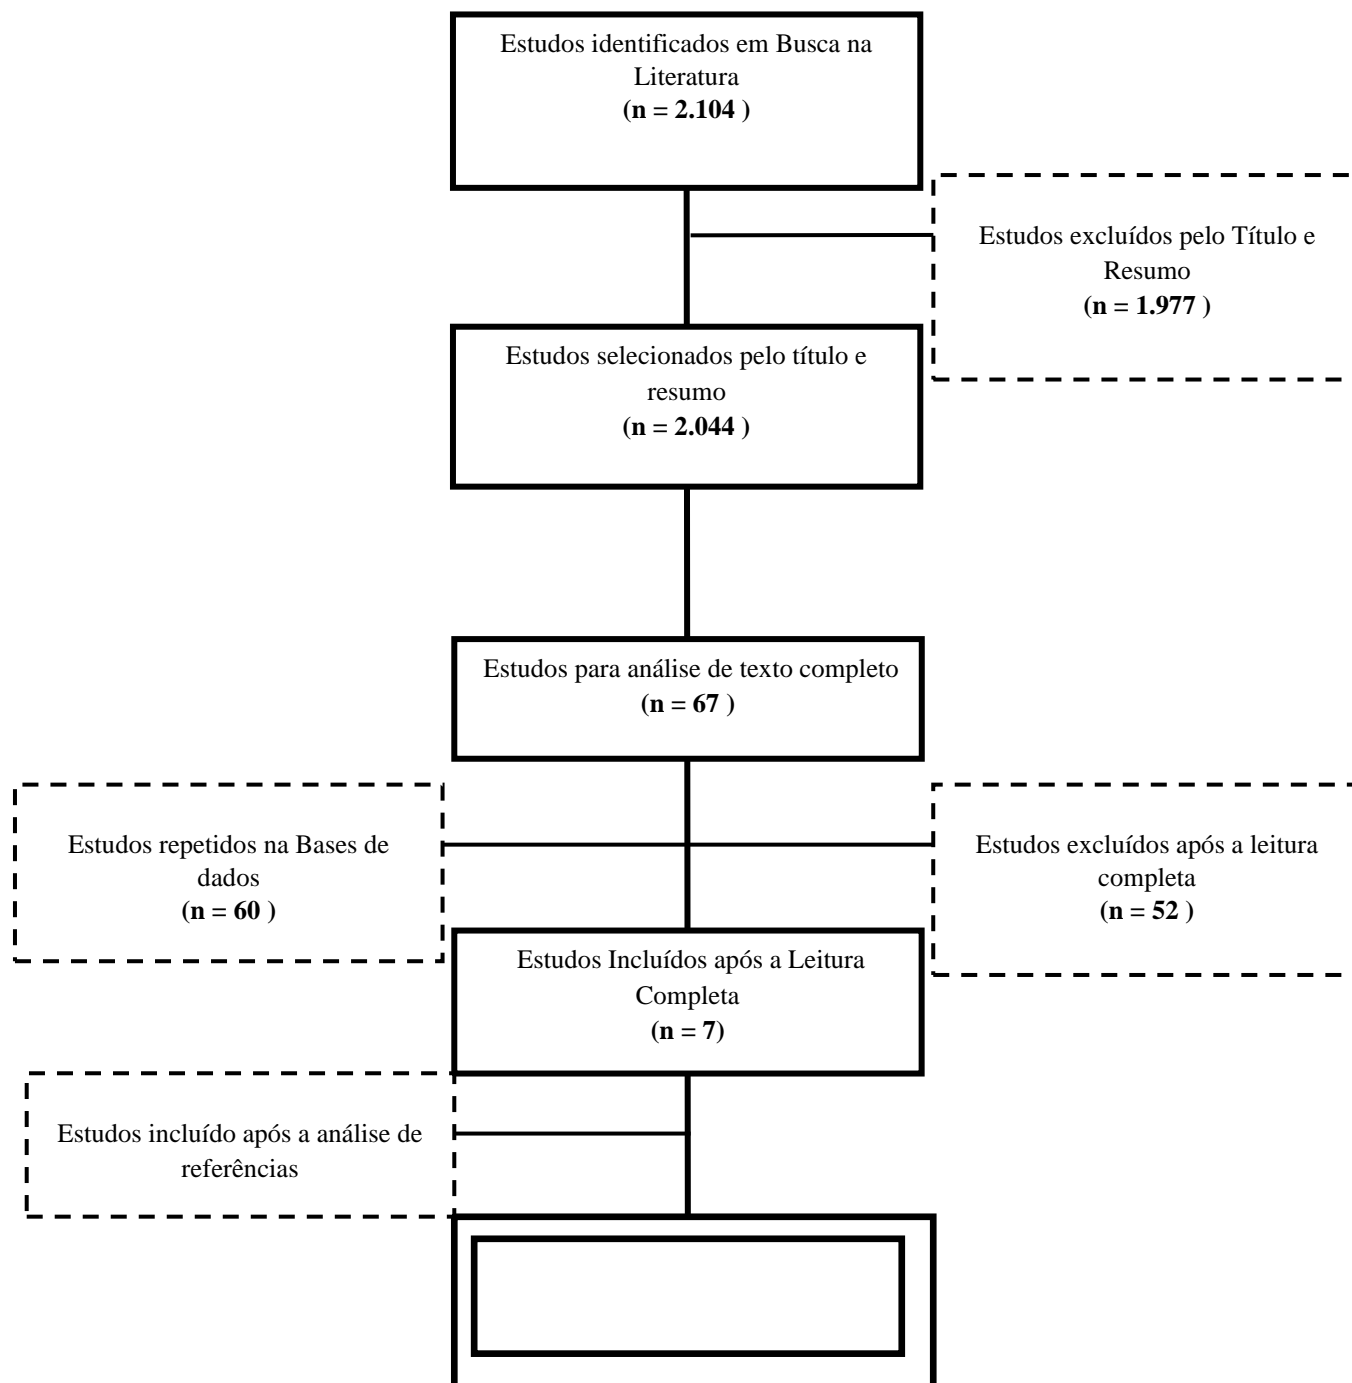 Estudos identificados em Busca na
Literatura
(n = 2.104 )
Estudos excluídos pelo Título e
Resumo
(n = 1.977 )
Estudos selecionados pelo título e
resumo
(n = 2.044 )
Estudos para análise de texto completo
(n = 67 )
Estudos repetidos na Bases de
dados
(n = 60 )
Estudos excluídos após a leitura
completa
(n = 52 )
Estudos Incluídos após a Leitura
Completa
(n = 7)
Estudos incluído após a análise de
referências